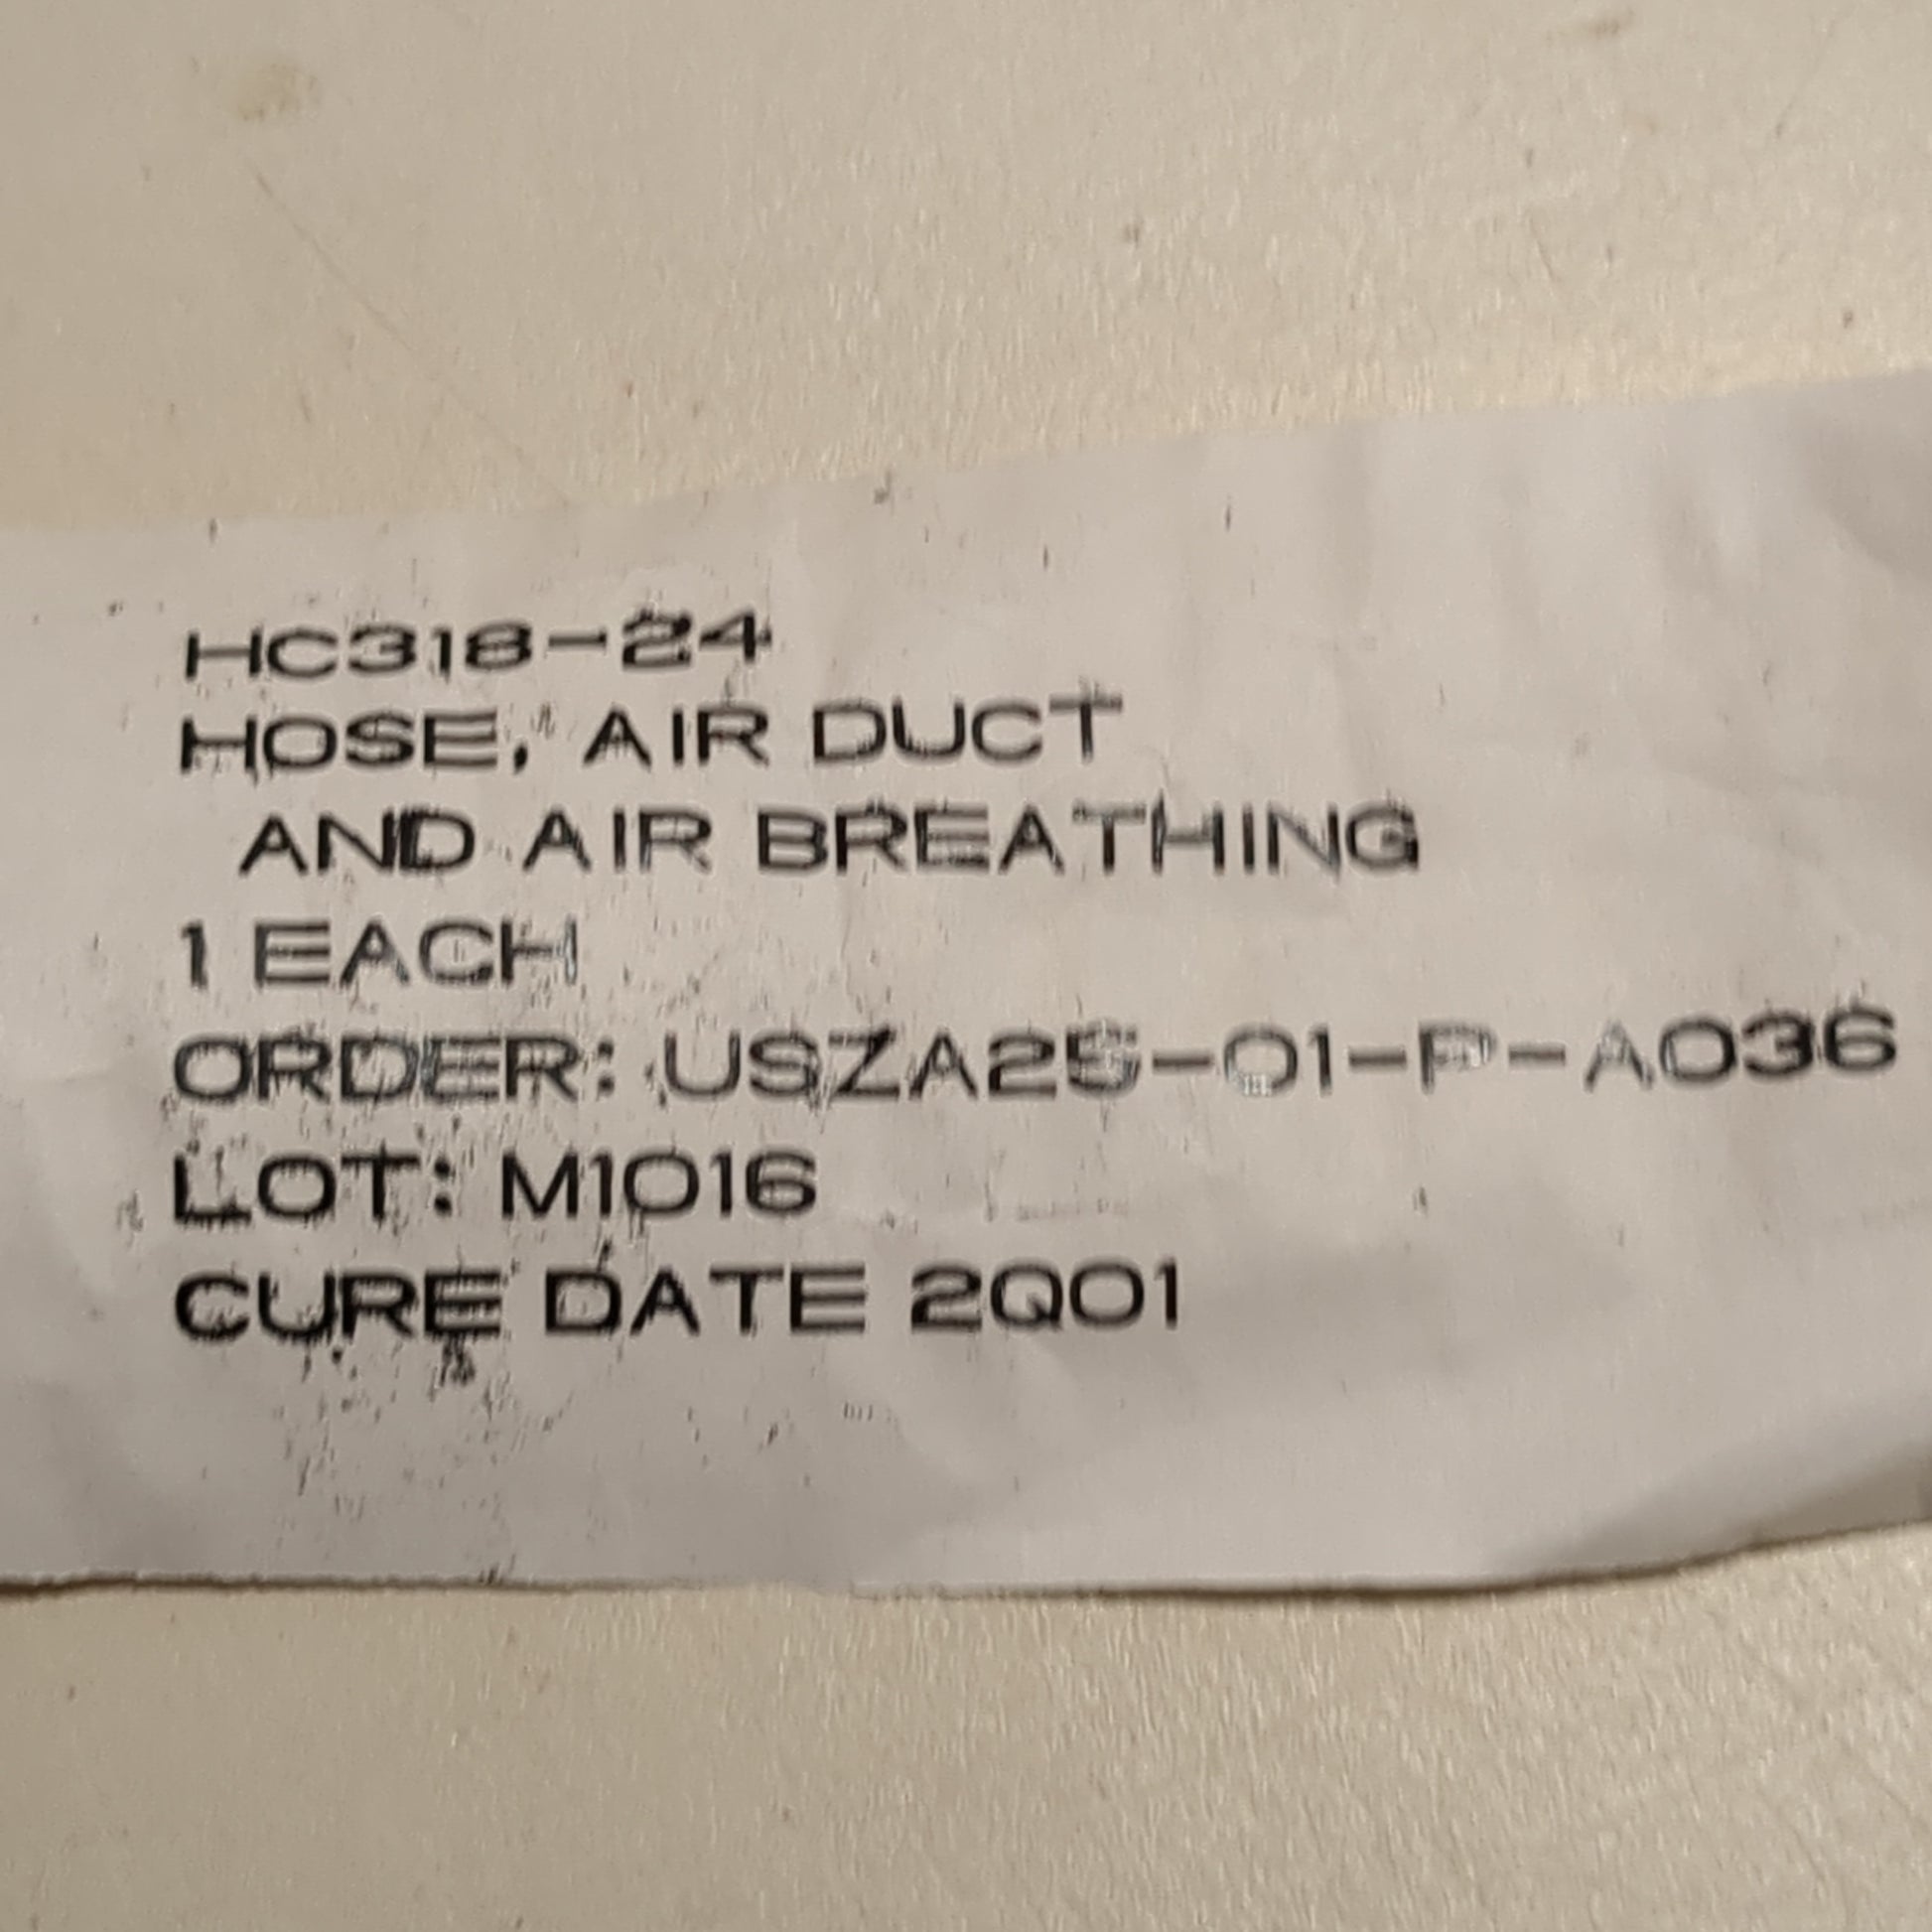 HC318-24
HOSE, AIR DUCT
AND AIR BREATHING
1 EACH
ORDER: USZA25-01-P-A036
LOT: M1016
CURE DATE 2Q01